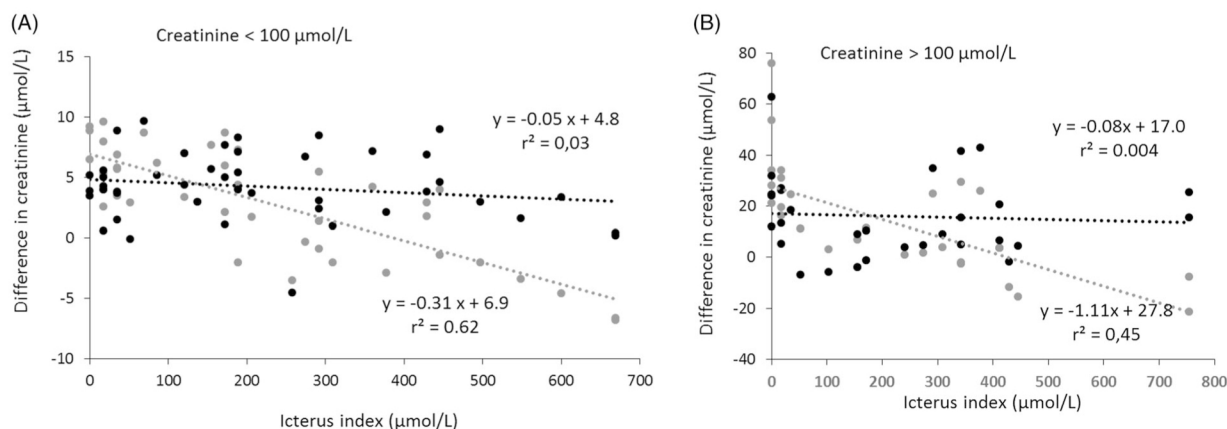 (A)
Creatinine < 100 µmol/L
Difference in creatinine (µmol/L)
15
10
5
0
-5
-10
y = -0.05 x + 4.8
r² = 0,03
y = -0.31 x + 6.9
r² = 0.62
0 100 200 300 400 500 600 700
Icterus index (µmol/L)
(B)
Creatinine > 100 µmol/L
Difference in creatinine (µmol/L)
80
60
40
20
0
-20
-40
y = -0.08x + 17.0
r² = 0.004
y = -1.11x + 27.8
r² = 0,45
0 100 200 300 400 500 600 700 800
Icterus index (µmol/L)